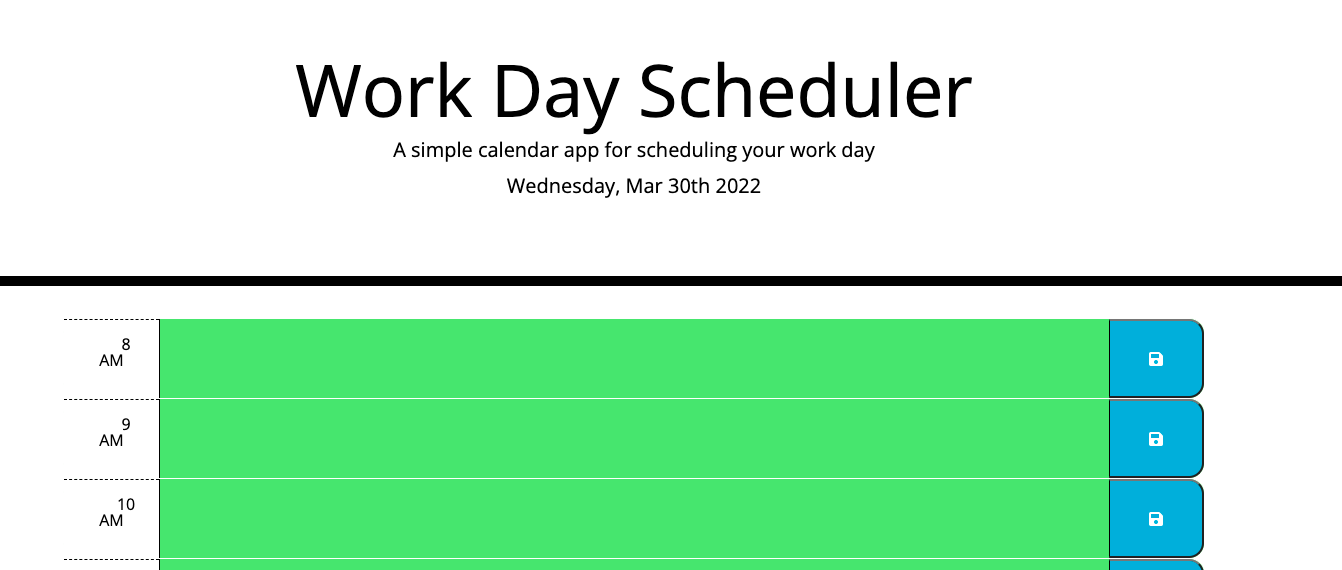 Work Day Scheduler
A simple calendar app for scheduling your work day
Wednesday, Mar 30th 2022
8
AM
9
AM
10
AM